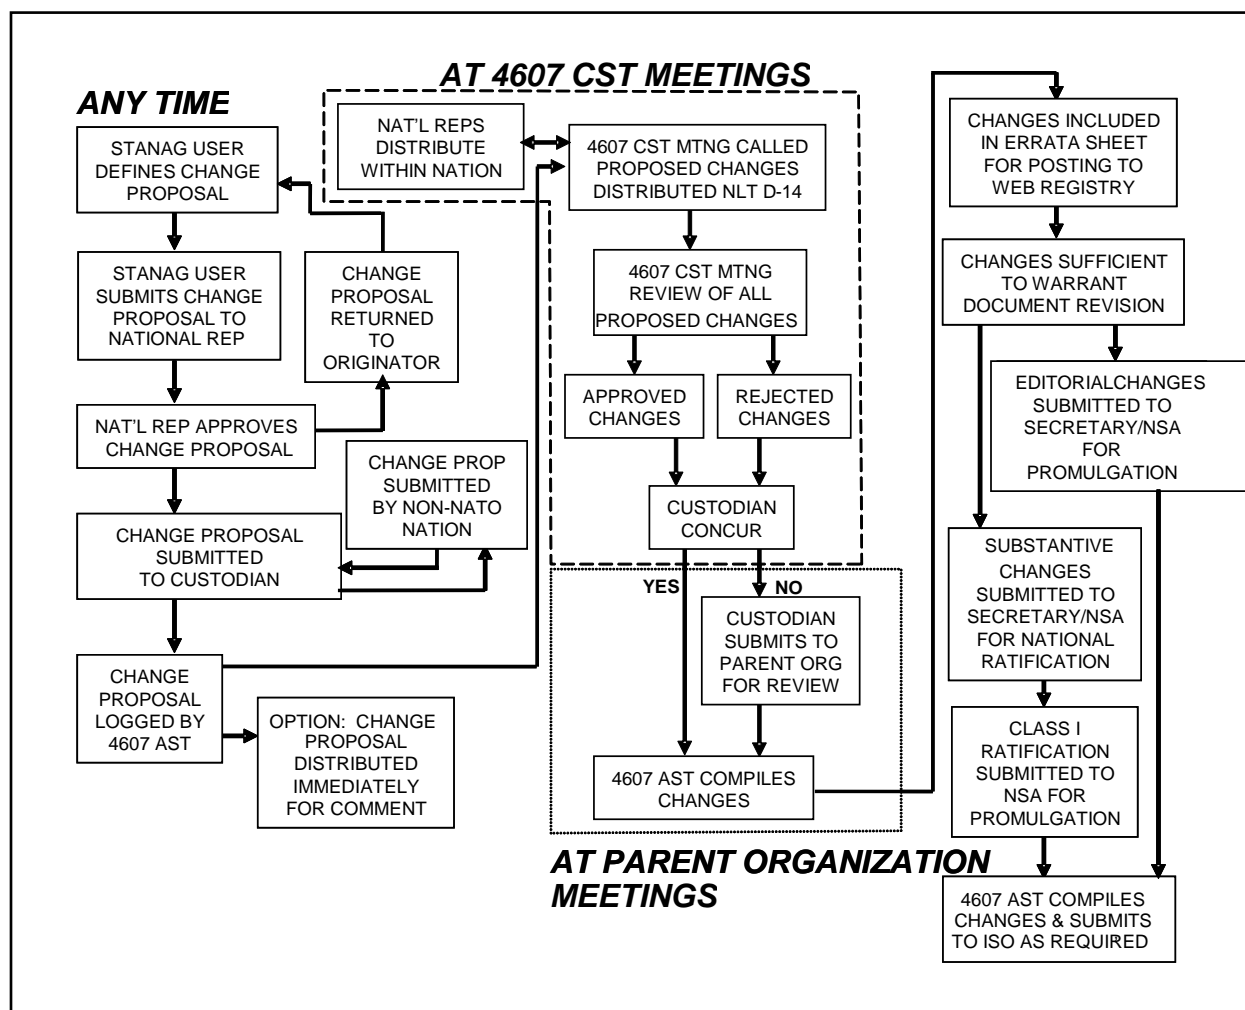 ANY TIME
STANAG USER
DEFINES CHANGE
PROPOSAL
STANAG USER
SUBMITS CHANGE
PROPOSAL TO
NATIONAL REP
CHANGE
PROPOSAL
RETURNED
TO
ORIGINATOR
NAT'L REP APPROVES
CHANGE PROPOSAL
CHANGE PROP
SUBMITTED
BY NON-NATO
NATION
CHANGE PROPOSAL
SUBMITTED
TO CUSTODIAN
CHANGE
PROPOSAL
LOGGED BY
4607 AST
OPTION: CHANGE
PROPOSAL
DISTRIBUTED
IMMEDIATELY
FOR COMMENT
AT 4607 CST MEETINGS
NAT'L REPS
DISTRIBUTE
WITHIN NATION
4607 CST MTNG CALLED
PROPOSED CHANGES
DISTRIBUTED NLT D-14
4607 CST MTNG
REVIEW OF ALL
PROPOSED CHANGES
APPROVED
CHANGES
REJECTED
CHANGES
CUSTODIAN
CONCUR
YES
NO
CUSTODIAN
SUBMITS TO
PARENT ORG
FOR REVIEW
4607 AST COMPILES
CHANGES
AT PARENT ORGANIZATION
MEETINGS
CHANGES INCLUDED
IN ERRATA SHEET
FOR POSTING TO
WEB REGISTRY
CHANGES SUFFICIENT
TO WARRANT
DOCUMENT REVISION
EDITORIALCHANGES
SUBMITTED TO
SECRETARY/NSA
FOR
PROMULGATION
SUBSTANTIVE
CHANGES
SUBMITTED TO
SECRETARY/NSA
FOR NATIONAL
RATIFICATION
CLASS I
RATIFICATION
SUBMITTED TO
NSA FOR
PROMULGATION
4607 AST COMPILES
CHANGES & SUBMITS
TO ISO AS REQUIRED